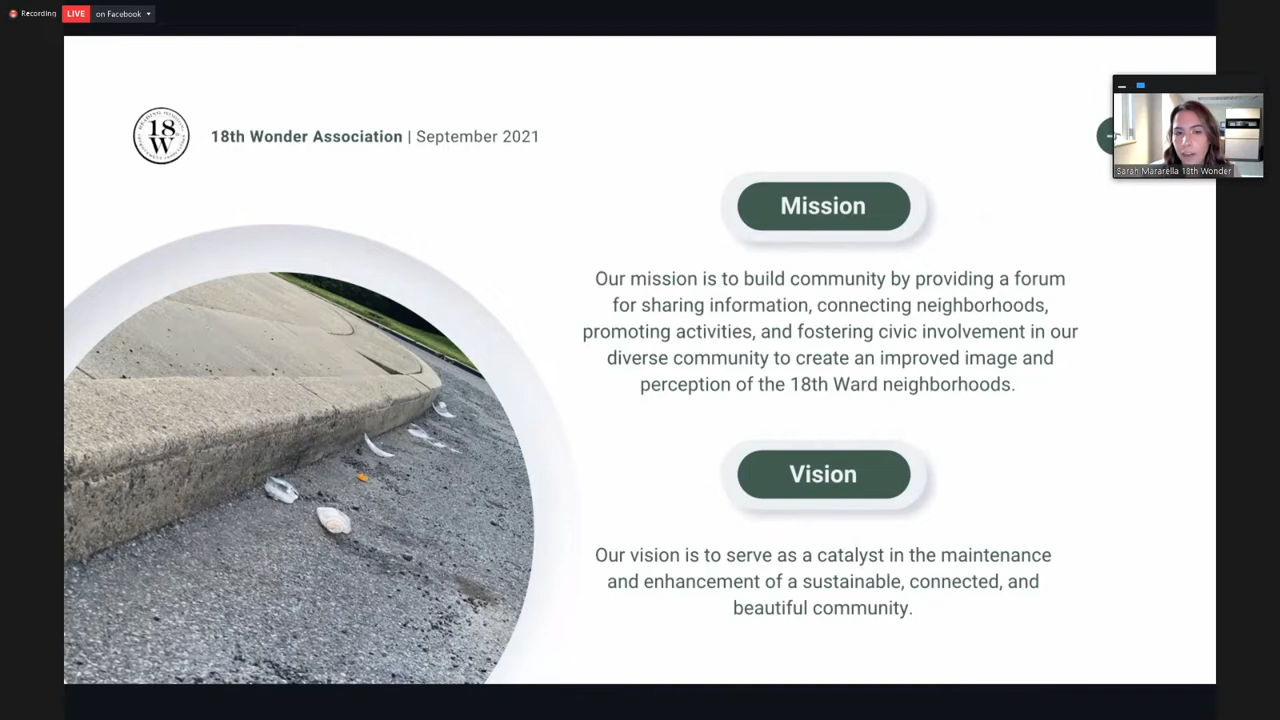 Recording
LIVE on Facebook
18
W
18th Wonder Association | September 2021
Sarah Mararella 18th Wonder
Mission
Our mission is to build community by providing a forum
for sharing information, connecting neighborhoods,
promoting activities, and fostering civic involvement in our
diverse community to create an improved image and
perception of the 18th Ward neighborhoods.
Vision
Our vision is to serve as a catalyst in the maintenance
and enhancement of a sustainable, connected, and
beautiful community.